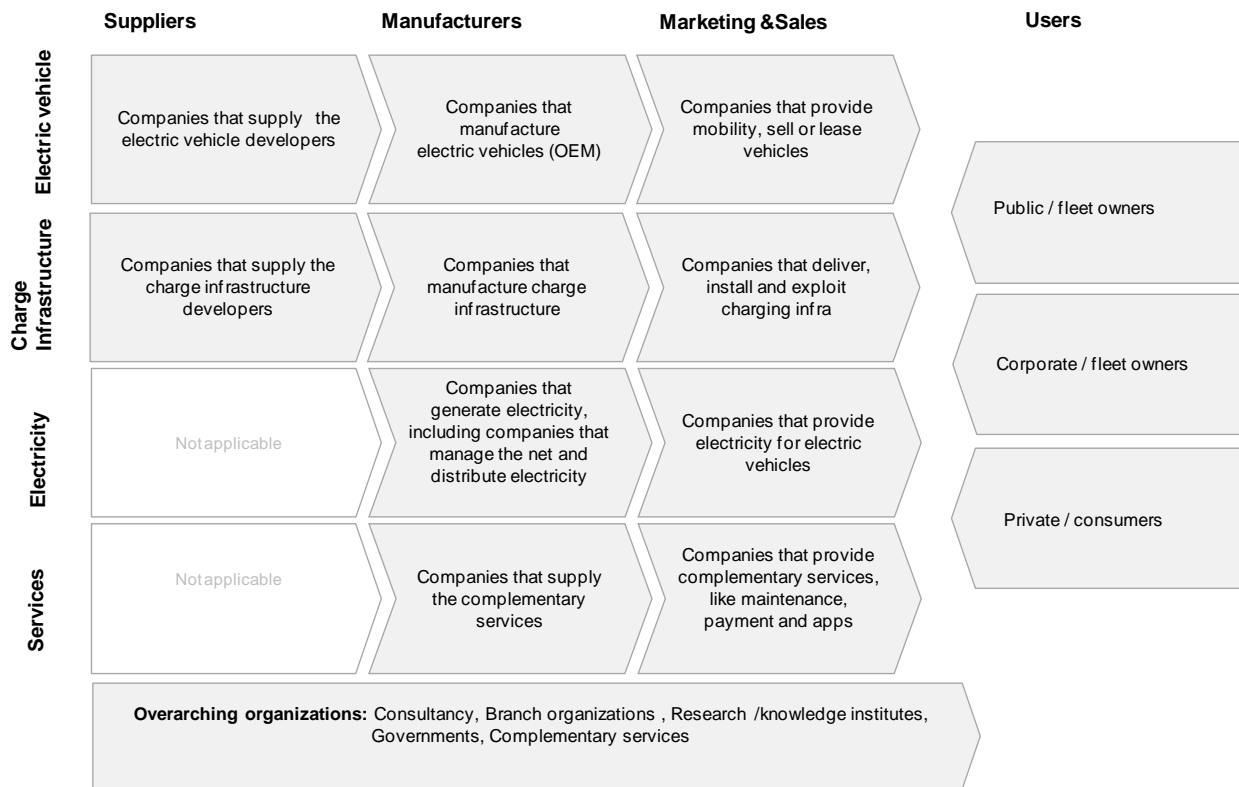 Suppliers
Manufacturers
Marketing &Sales
Users
Electric vehicle
Companies that supply the
electric vehicle developers
Companies that
manufacture
electric vehicles (OEM)
Companies that provide
mobility, sell or lease
vehicles
Charge
Infrastructure
Companies that supply the
charge infrastructure
developers
Companies that
manufacture charge
infrastructure
Companies that deliver,
install and exploit
charging infra
Electricity
Not applicable
Companies that
generate electricity,
including companies that
manage the net and
distribute electricity
Companies that provide
electricity for electric
vehicles
Services
Not applicable
Companies that supply
the complementary
services
Companies that provide
complementary services,
like maintenance,
payment and apps
Public / fleet owners
Corporate / fleet owners
Private / consumers
Overarching organizations: Consultancy, Branch organizations , Research /knowledge institutes,
Governments, Complementary services